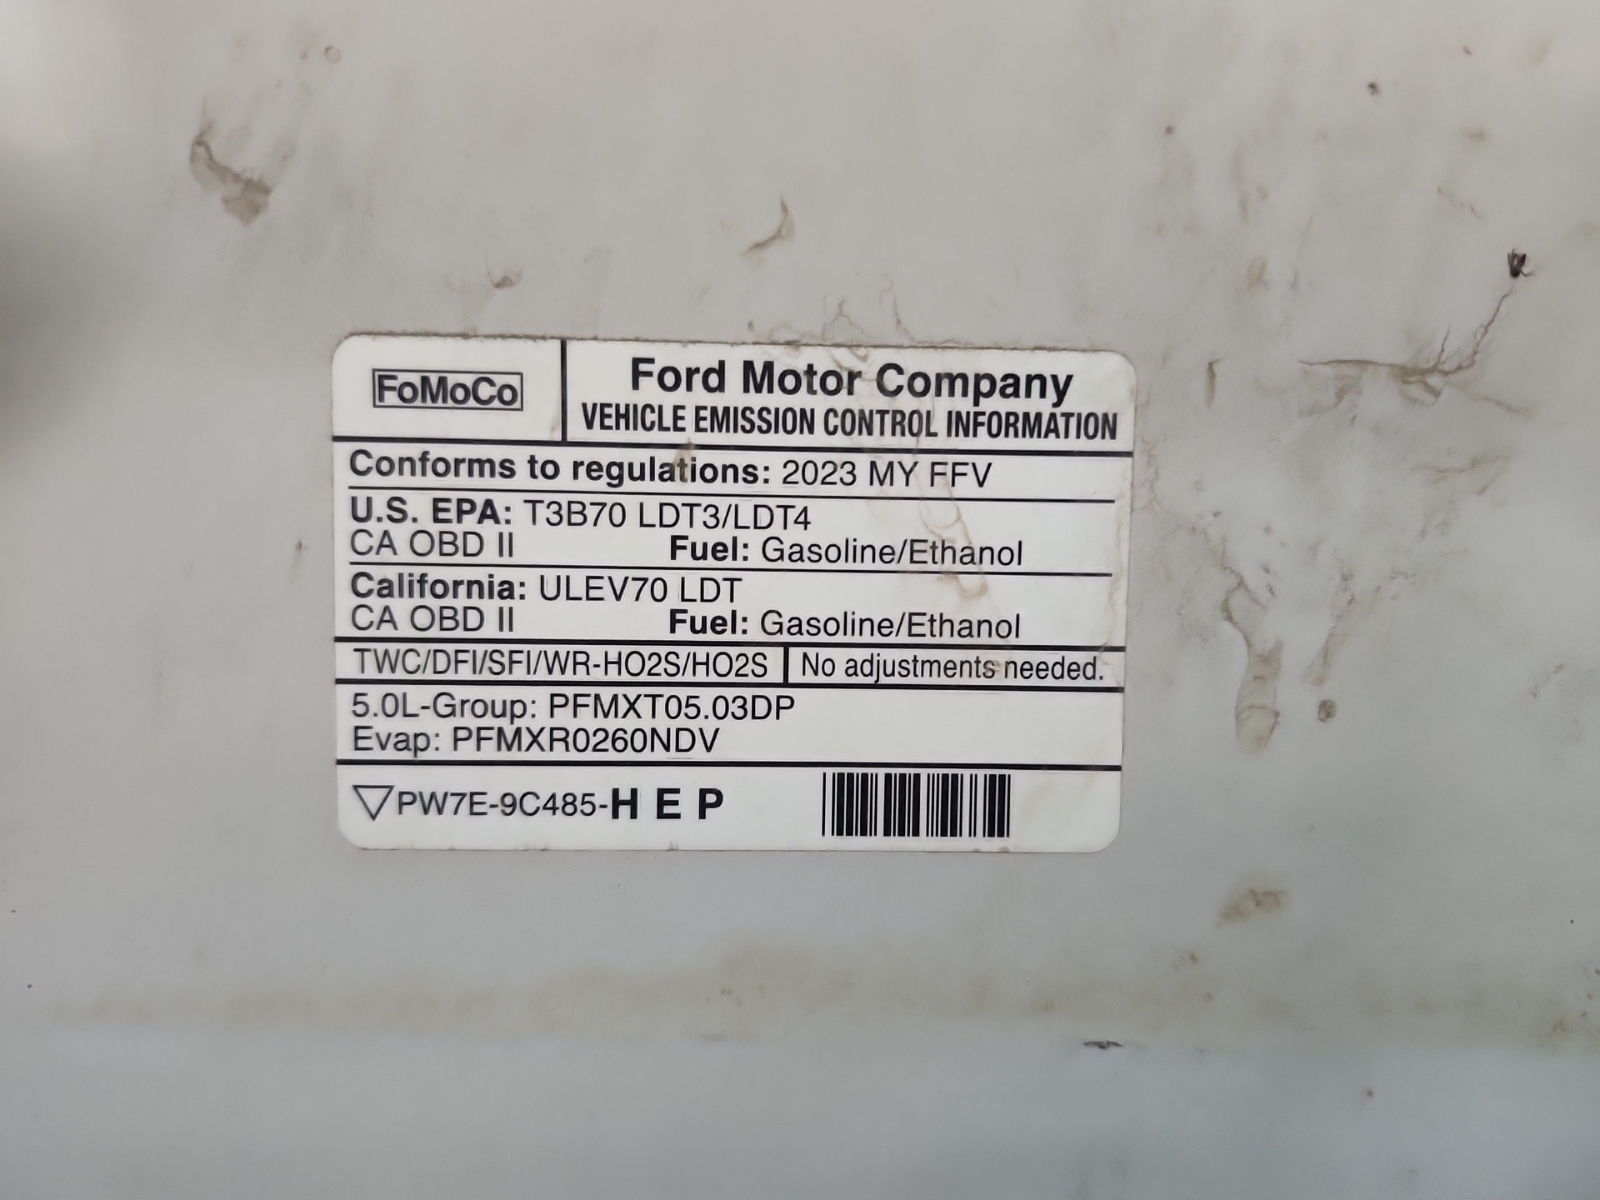 FoMoCo
Ford Motor Company
VEHICLE EMISSION CONTROL INFORMATION
Conforms to regulations: 2023 MY FFV
U.S. EPA: T3B70 LDT3/LDT4
CA OBD II Fuel: Gasoline/Ethanol
California: ULEV70 LDT
CA OBD II Fuel: Gasoline/Ethanol
TWC/DFI/SFI/WR-HO2S/HO2S No adjustments needed.
5.0L-Group: PFMXT05.03DP
Evap: PFMXR0260NDV
PW7E-9C485-H E P